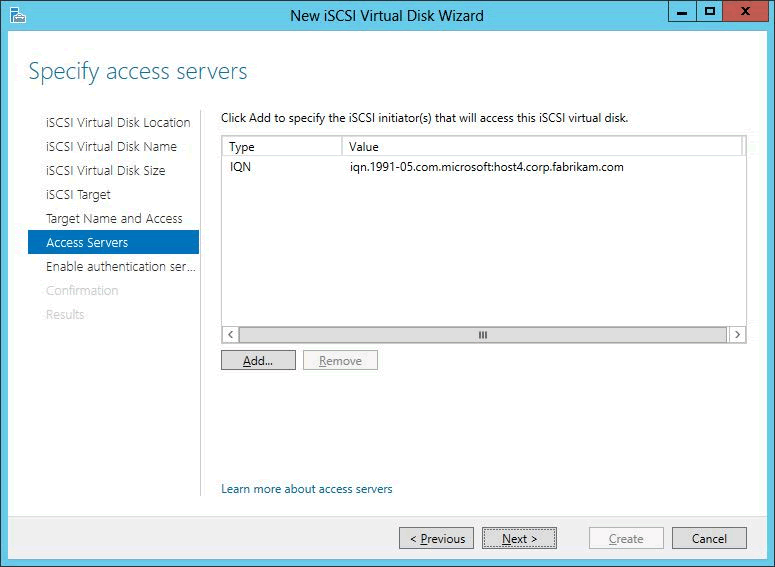 New iSCSI Virtual Disk Wizard
X
Specify access servers
iSCSI Virtual Disk Location
iSCSI Virtual Disk Name
iSCSI Virtual Disk Size
iSCSI Target
Target Name and Access
Access Servers
Enable authentication ser...
Confirmation
Results
Click Add to specify the iSCSI initiator(s) that will access this iSCSI virtual disk.
Type Value
IQN iqn.1991-05.com.microsoft:host4.corp.fabrikam.com
Add... Remove
Learn more about access servers
< Previous Next > Create Cancel